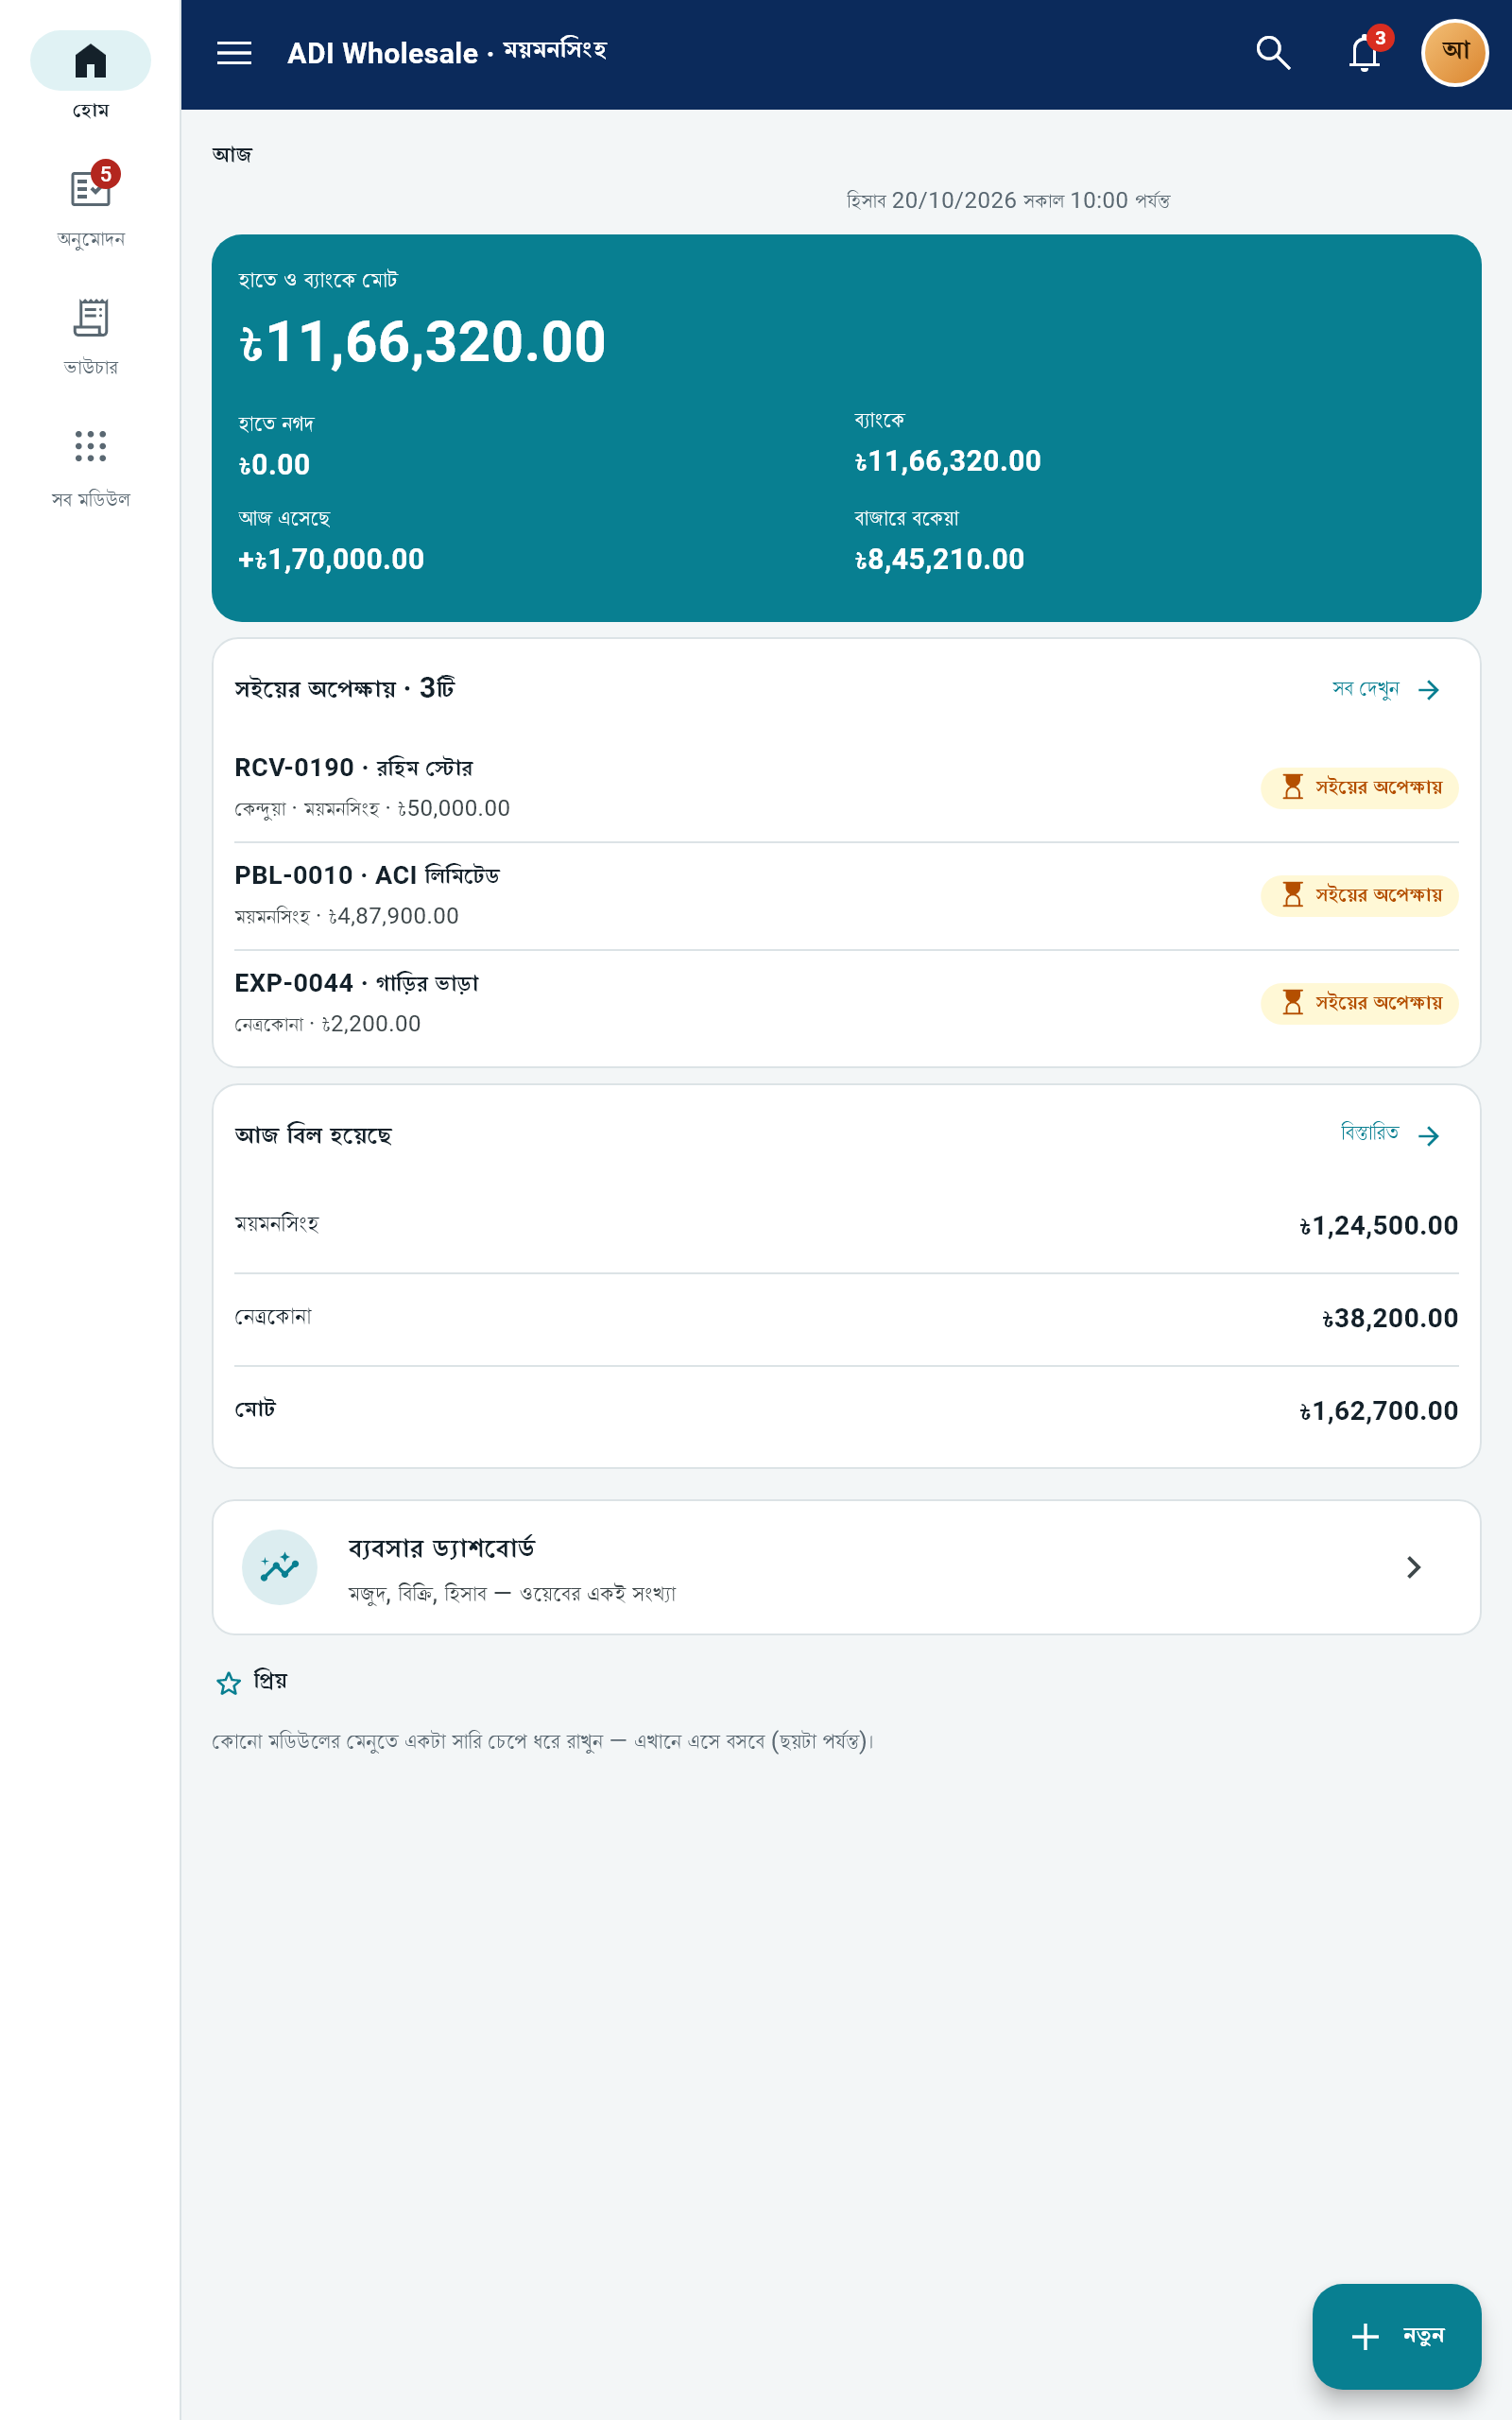 ADI Wholesale · ময়মনসিংহ
3
আ
হোম
5
অনুমোদন
ভাউচার
সব মডিউল
আজ
হিসাব 20/10/2026 সকাল 10:00 পর্যন্ত
হাতে ও ব্যাংকে মোট
৳11,66,320.00
হাতে নগদ
৳0.00
ব্যাংকে
৳11,66,320.00
আজ এসেছে
+৳1,70,000.00
বাজারে বকেয়া
৳8,45,210.00
সইয়ের অপেক্ষায় · 3টি
সব দেখুন
RCV-0190 · রহিম স্টোর
কেন্দুয়া · ময়মনসিংহ · ৳50,000.00
সইয়ের অপেক্ষায়
PBL-0010 · ACI লিমিটেড
ময়মনসিংহ · ৳4,87,900.00
সইয়ের অপেক্ষায়
EXP-0044 · গাড়ির ভাড়া
নেত্রকোনা · ৳2,200.00
সইয়ের অপেক্ষায়
আজ বিল হয়েছে
বিস্তারিত
ময়মনসিংহ
৳1,24,500.00
নেত্রকোনা
৳38,200.00
মোট
৳1,62,700.00
ব্যবসার ড্যাশবোর্ড
মজুদ, বিক্রি, হিসাব — ওয়েবের একই সংখ্যা
প্রিয়
কোনো মডিউলের মেনুতে একটা সারি চেপে ধরে রাখুন — এখানে এসে বসবে (ছয়টা পর্যন্ত)।
নতুন